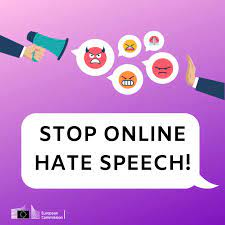 STOP ONLINE
HATE SPEECH!
European
Commission